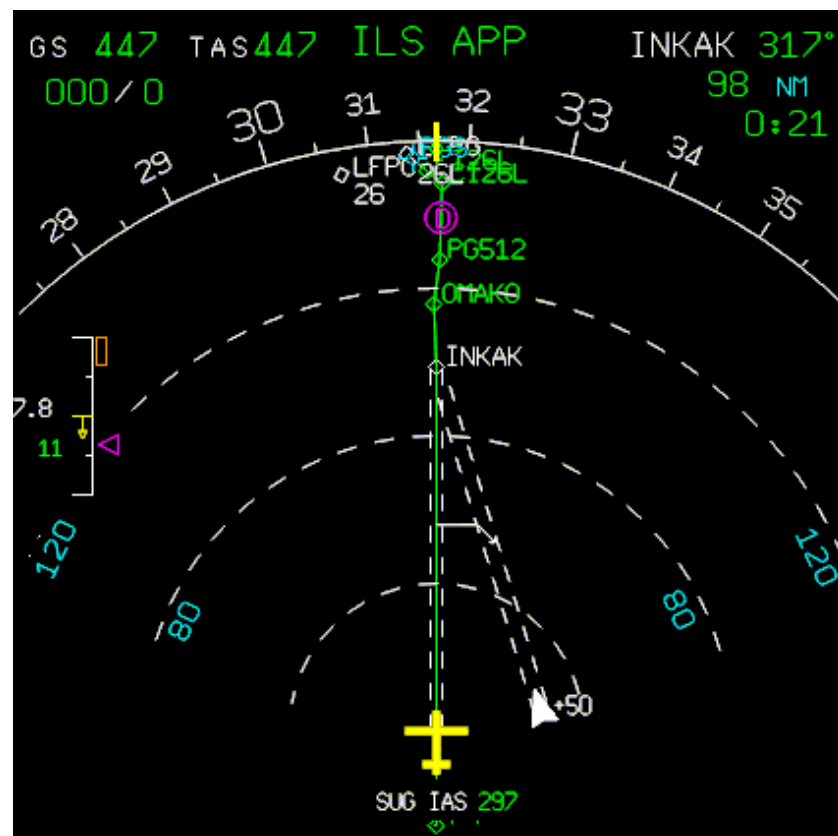 GS 447 TAS447 ILS APP INKAK 317°
000/0 98 NM
0:21
28 29 30 31 32 33 34 35
LFPO 26L CI26L
26
D
PG512
OMAKO
INKAK
7.8
11
120 120
80 80
+50
SUG IAS 297